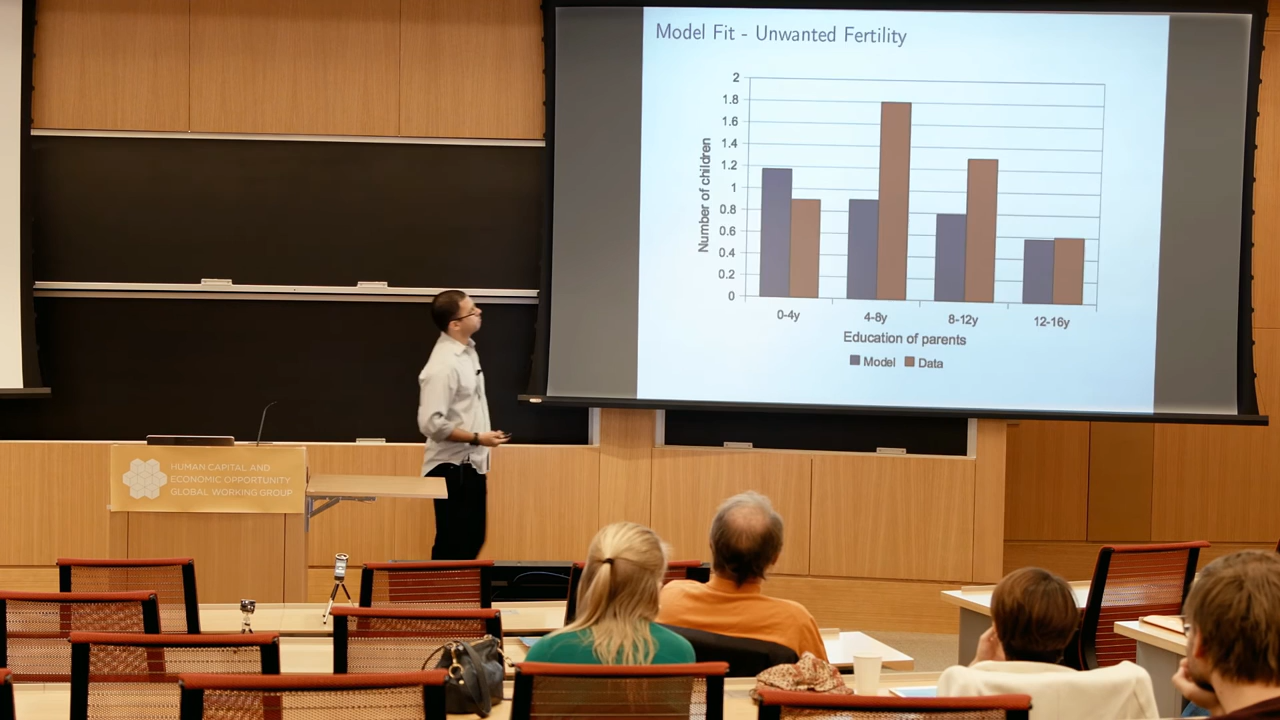 Model Fit - Unwanted Fertility
2
1.8
1.6
1.4
1.2
1
0.8
0.6
0.4
0.2
0
Number of children
0-4y
4-8y
8-12y
12-16y
Education of parents
Model
Data
HUMAN CAPITAL AND
ECONOMIC OPPORTUNITY
GLOBAL WORKING GROUP